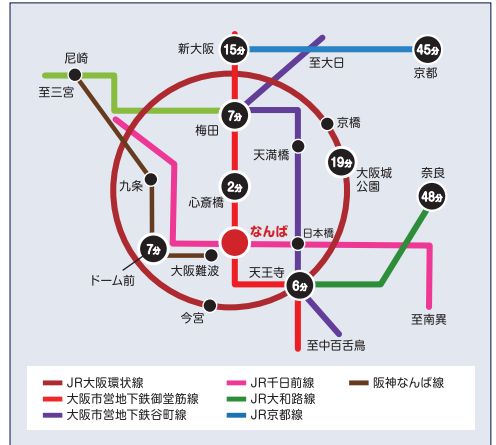 新大阪
15分
45分
京都
至大日
尼崎
至三宮
7分
梅田
京橋
天満橋
19分
大阪城
公園
奈良
48分
九条
2分
心斎橋
なんば
日本橋
7分
大阪難波
ドーム前
天王寺
6分
今宮
至南巽
至中百舌鳥
JR大阪環状線
JR千日前線
阪神なんば線
大阪市営地下鉄御堂筋線
JR大和路線
大阪市営地下鉄谷町線
JR京都線